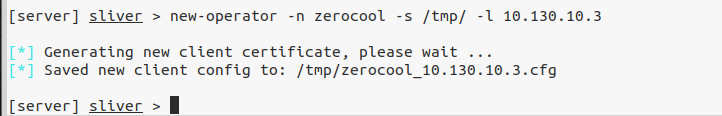 [server] sliver > new-operator -n zerocool -s /tmp/ -l 10.130.10.3
[*] Generating new client certificate, please wait ...
[*] Saved new client config to: /tmp/zerocool_10.130.10.3.cfg
[server] sliver >